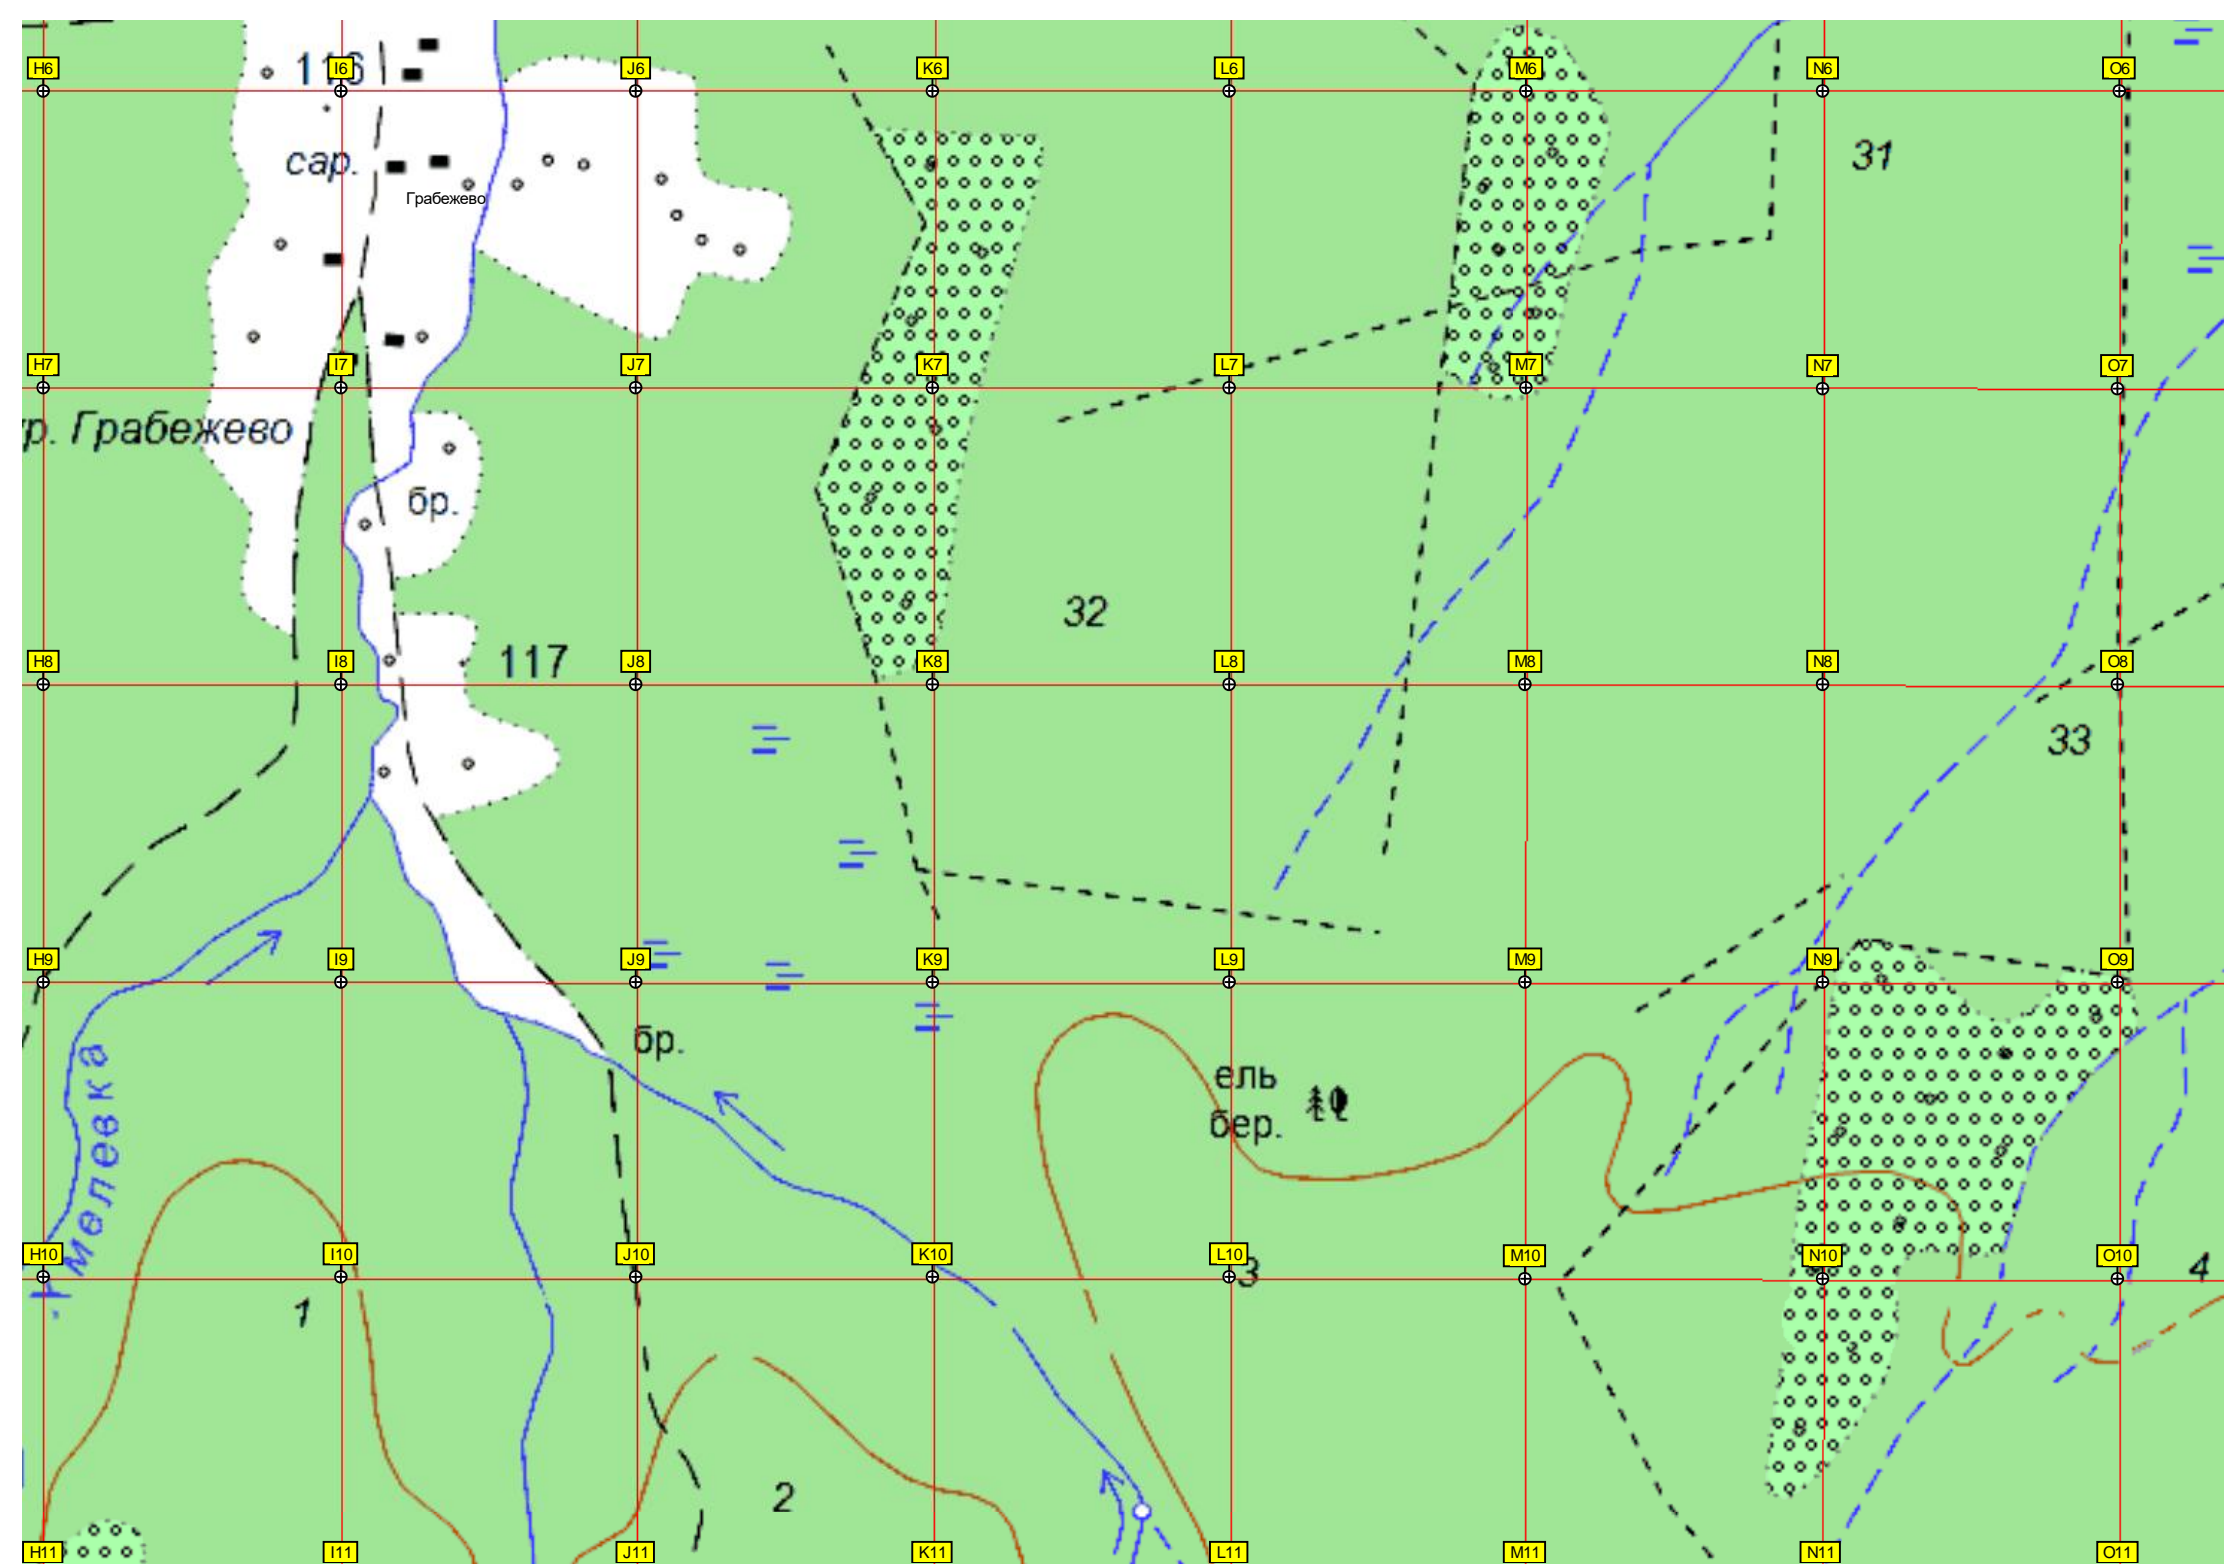 116
H6 I6 J6 K6 L6 M6 N6 O6
31
сар.
Грабежево
H7 I7 J7 K7 L7 M7 N7 O7
р. Грабежево
бр.
32
H8 I8 J8 K8 L8 M8 N8 O8
117
33
H9 I9 J9 K9 L9 M9 N9 O9
бр.
ель
бер.
Хмелевка
H10 I10 J10 K10 L10 M10 N10 O10
3
4
1
2
H11 I11 J11 K11 L11 M11 N11 O11